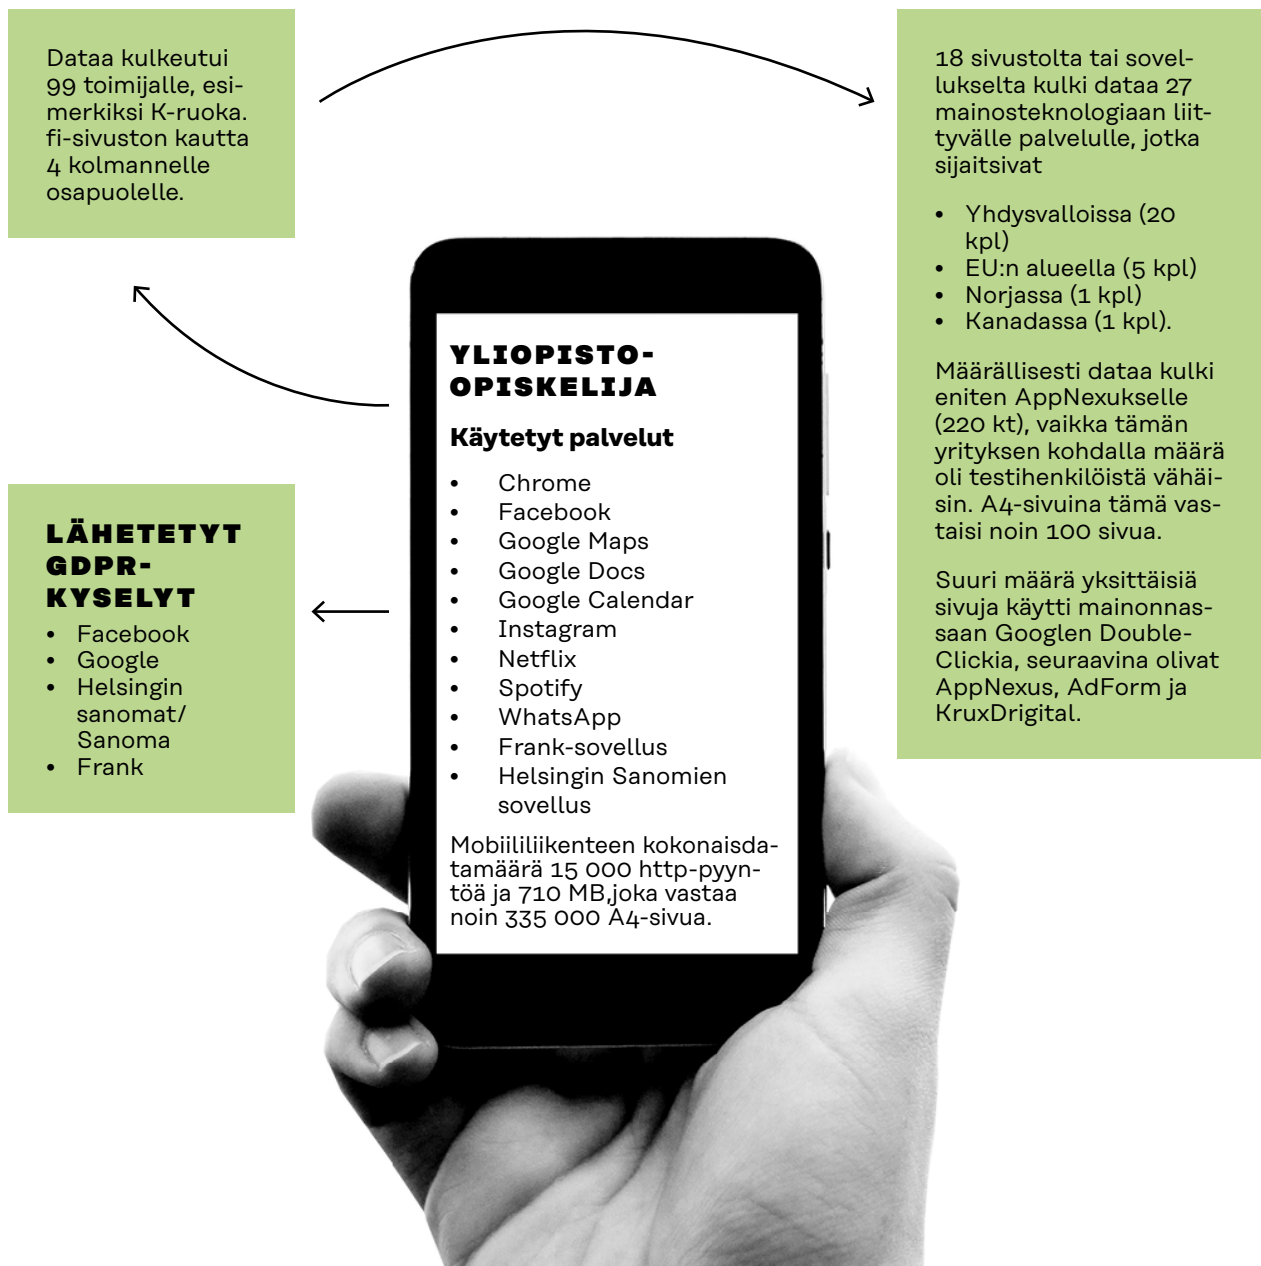 Dataa kulkeutui
99 toimijalle, esi-
merkiksi K-ruoka.
fi-sivuston kautta
4 kolmannelle
osapuolelle.
18 sivustolta tai sovel-
lukselta kulki dataa 27
mainosteknologiaan liit-
tyvälle palvelulle, jotka
sijaitsivat
• Yhdysvalloissa (20
kpl)
• EU:n alueella (5 kpl)
• Norjassa (1 kpl)
• Kanadassa (1 kpl).
Määrällisesti dataa kulki
eniten AppNexukselle
(220 kt), vaikka tämän
yrityksen kohdalla määrä
oli testihenkilöistä vähäi-
sin. A4-sivuina tämä vas-
taisi noin 100 sivua.
Suuri määrä yksittäisiä
sivuja käytti mainonnas-
saan Googlen Double-
Clickia, seuraavina olivat
AppNexus, AdForm ja
KruxDrigital.
YLIOPISTO-
OPISKELIJA
Käytetyt palvelut
• Chrome
• Facebook
• Google Maps
• Google Docs
• Google Calendar
• Instagram
• Netflix
• Spotify
• WhatsApp
• Frank-sovellus
• Helsingin Sanomien
sovellus
Mobiililiikenteen kokonaisda-
tamäärä 15 000 http-pyyn-
töä ja 710 MB,joka vastaa
noin 335 000 A4-sivua.
LÄHETETYT
GDPR-
KYSELYT
• Facebook
• Google
• Helsingin
sanomat/
Sanoma
• Frank